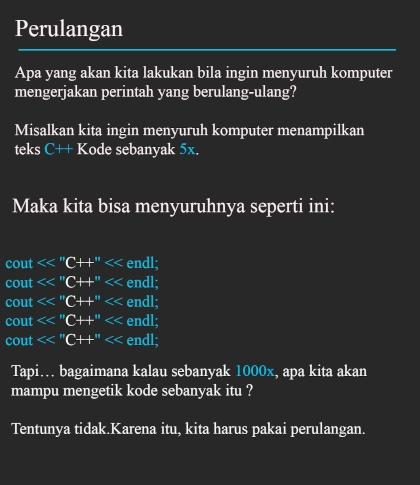 Perulangan
Apa yang akan kita lakukan bila ingin menyuruh komputer
mengerjakan perintah yang berulang-ulang?
Misalkan kita ingin menyuruh komputer menampilkan
teks C++ Kode sebanyak 5x.
Maka kita bisa menyuruhnya seperti ini:
cout << "C++" << endl;
cout << "C++" << endl;
cout << "C++" << endl;
cout << "C++" << endl;
cout << "C++" << endl;
Tapi… bagaimana kalau sebanyak 1000x, apa kita akan
mampu mengetik kode sebanyak itu ?
Tentunya tidak.Karena itu, kita harus pakai perulangan.